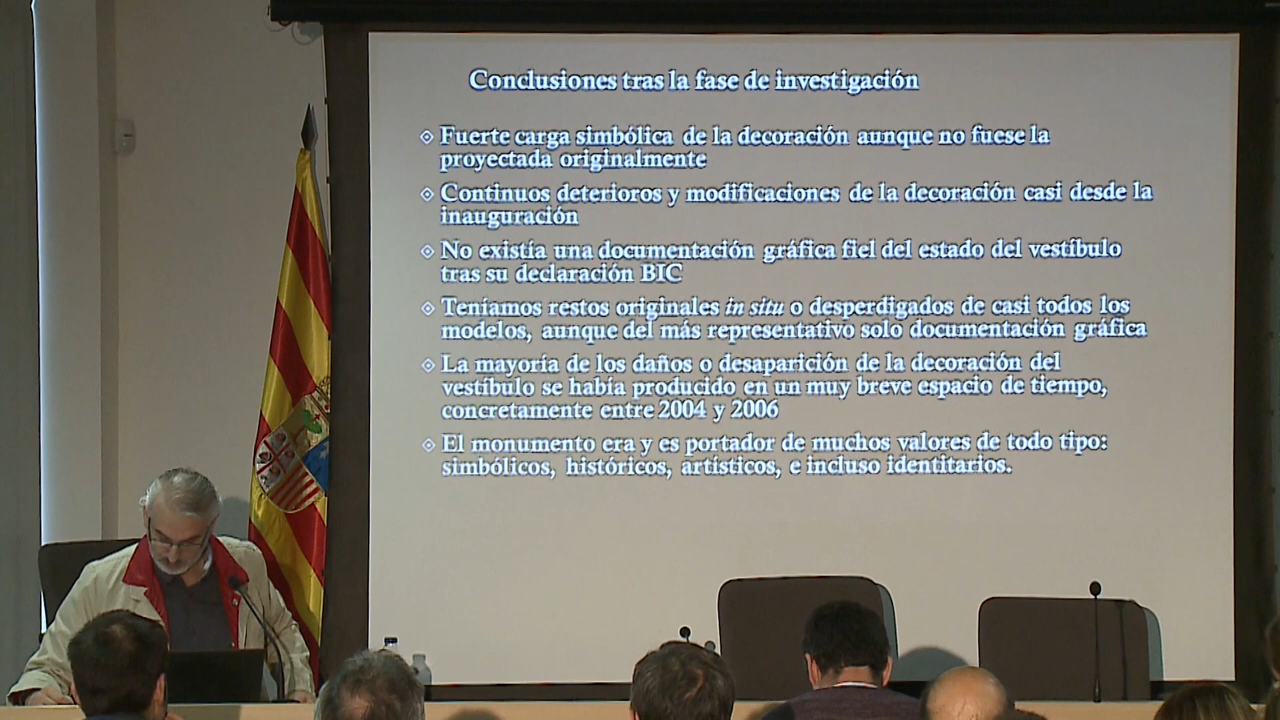 Conclusiones tras la fase de investigación
Fuerte carga simbólica de la decoración aunque no fuese la
proyectada originalmente
Continuos deterioros y modificaciones de la decoración casi desde la
inauguración
No existía una documentación gráfica fiel del estado del vestíbulo
tras su declaración BIC
Teníamos restos originales in situ o desperdigados de casi todos los
modelos, aunque del más representativo solo documentación gráfica
La mayoría de los daños o desaparición de la decoración del
vestíbulo se había producido en un muy breve espacio de tiempo,
concretamente entre 2004 y 2006
El monumento era y es portador de muchos valores de todo tipo:
simbólicos, históricos, artísticos, e incluso identitarios.